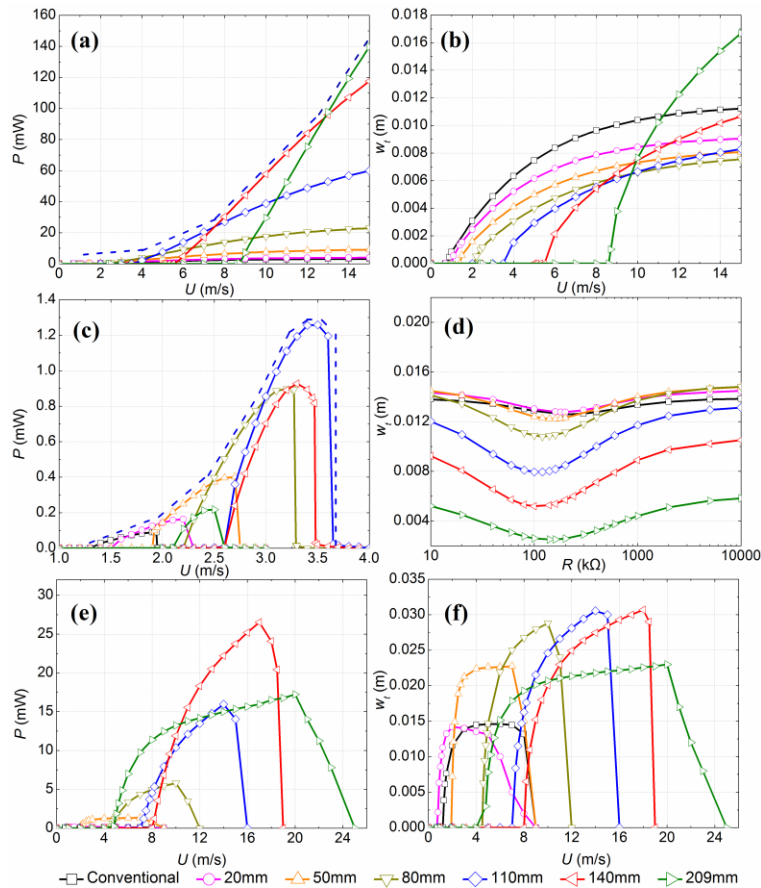 (a)
P (mW)
160
140
120
100
80
60
40
20
0
0 2 4 6 8 10 12 14
U (m/s)
(b)
w_t (m)
0.018
0.016
0.014
0.012
0.010
0.008
0.006
0.004
0.002
0.000
0 2 4 6 8 10 12 14
U (m/s)
(c)
P (mW)
1.4
1.2
1.0
0.8
0.6
0.4
0.2
0.0
1.0 1.5 2.0 2.5 3.0 3.5 4.0
U (m/s)
(d)
w_t (m)
0.020
0.016
0.012
0.008
0.004
10 100 1000 10000
R (kΩ)
(e)
P (mW)
30
25
20
15
10
5
0
0 4 8 12 16 20 24
U (m/s)
(f)
w_t (m)
0.035
0.030
0.025
0.020
0.015
0.010
0.005
0.000
0 4 8 12 16 20 24
U (m/s)
Conventional 20mm 50mm 80mm 110mm 140mm 209mm